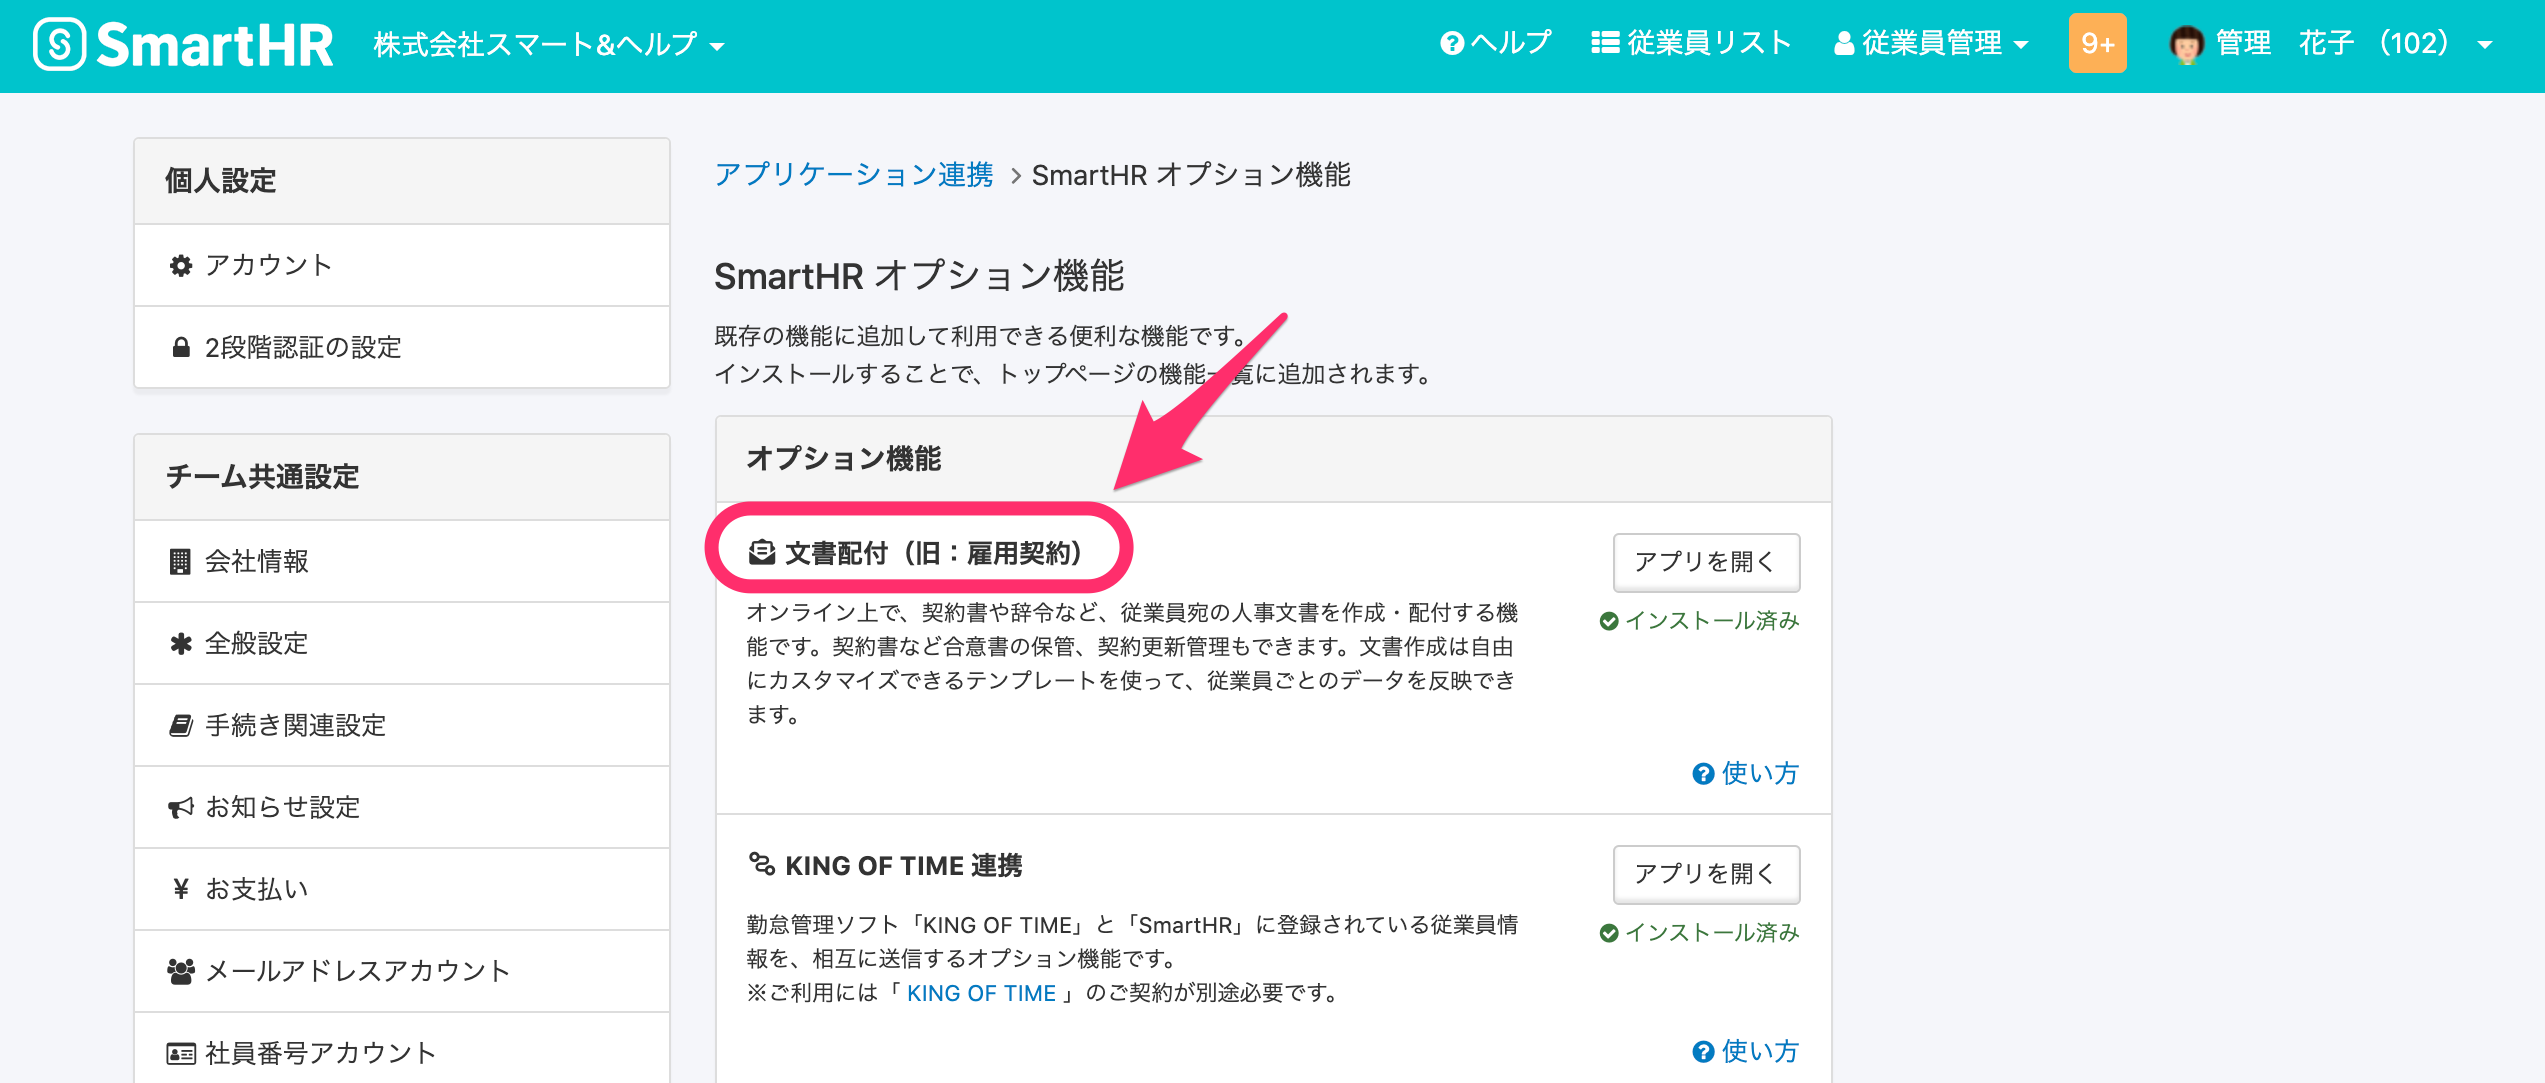 SmartHR 株式会社スマート&ヘルプ
ヘルプ 従業員リスト 従業員管理 9+ 管理 花子 （102）
個人設定
アカウント
2段階認証の設定
チーム共通設定
会社情報
全般設定
手続き関連設定
お知らせ設定
¥ お支払い
メールアドレスアカウント
社員番号アカウント
アプリケーション連携 > SmartHR オプション機能
SmartHR オプション機能
既存の機能に追加して利用できる便利な機能です。
インストールすることで、トップページの機能一覧に追加されます。
オプション機能
文書配付（旧：雇用契約）
アプリを開く
インストール済み
オンライン上で、契約書や辞令など、従業員宛の人事文書を作成・配付する機
能です。契約書など合意書の保管、契約更新管理もできます。文書作成は自由
にカスタマイズできるテンプレートを使って、従業員ごとのデータを反映でき
ます。
使い方
KING OF TIME 連携
アプリを開く
インストール済み
勤怠管理ソフト「KING OF TIME」と「SmartHR」に登録されている従業員情
報を、相互に送信するオプション機能です。
※ご利用には「 KING OF TIME 」のご契約が別途必要です。
使い方